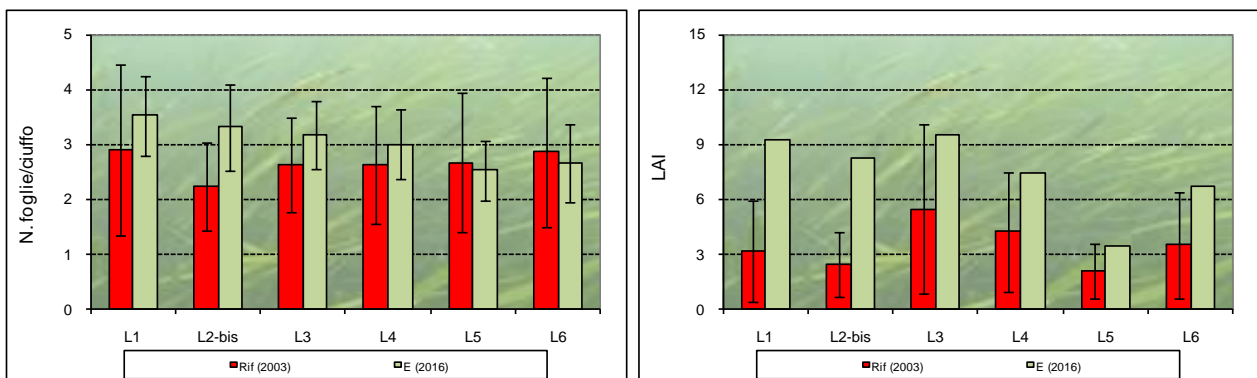 5
4
3
2
1
0
N. foglie/ciuffo
L1 L2-bis L3 L4 L5 L6
Rif (2003) E (2016)
15
12
9
6
3
0
LAI
L1 L2-bis L3 L4 L5 L6
Rif (2003) E (2016)